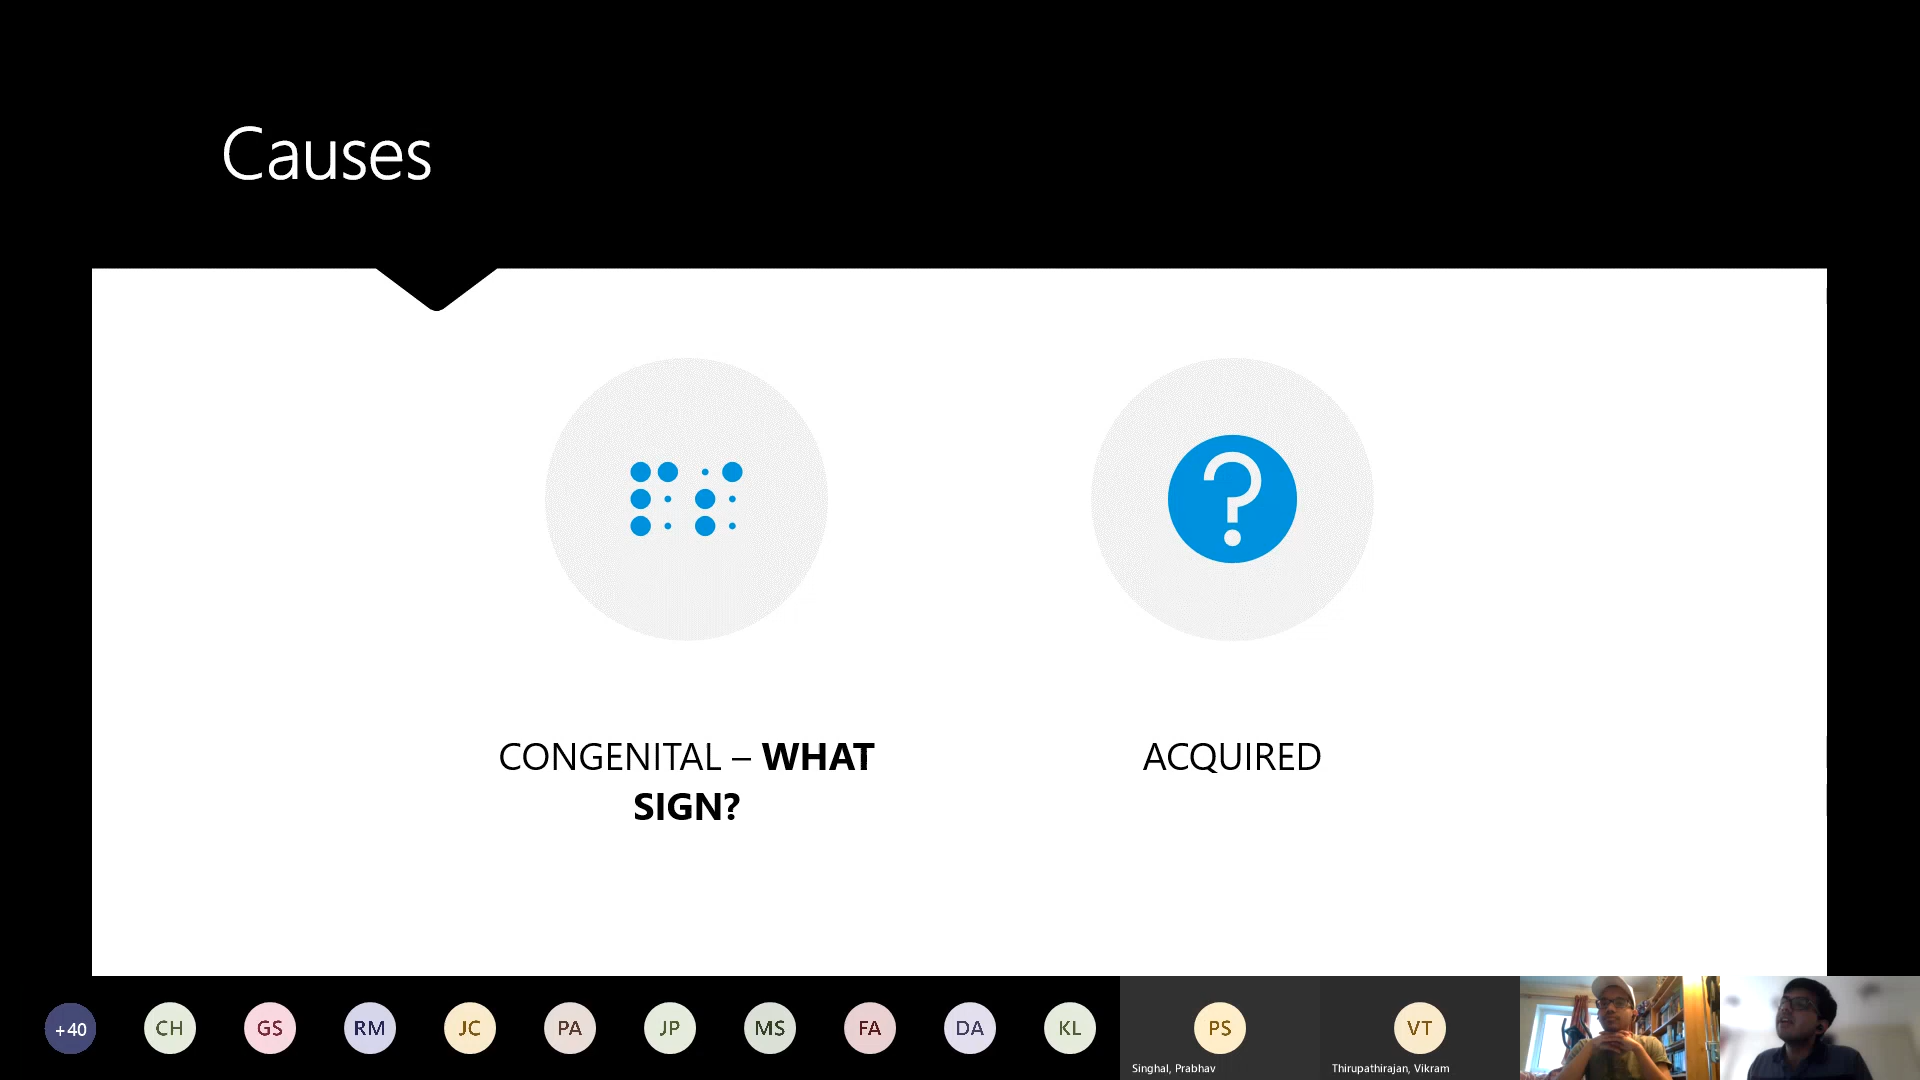 Causes
CONGENITAL – WHAT
SIGN?
ACQUIRED
+40
CH
GS
RM
JC
PA
JP
MS
FA
DA
KL
PS
VT
Singhal, Prabhav
Thirupathirajan, Vikram